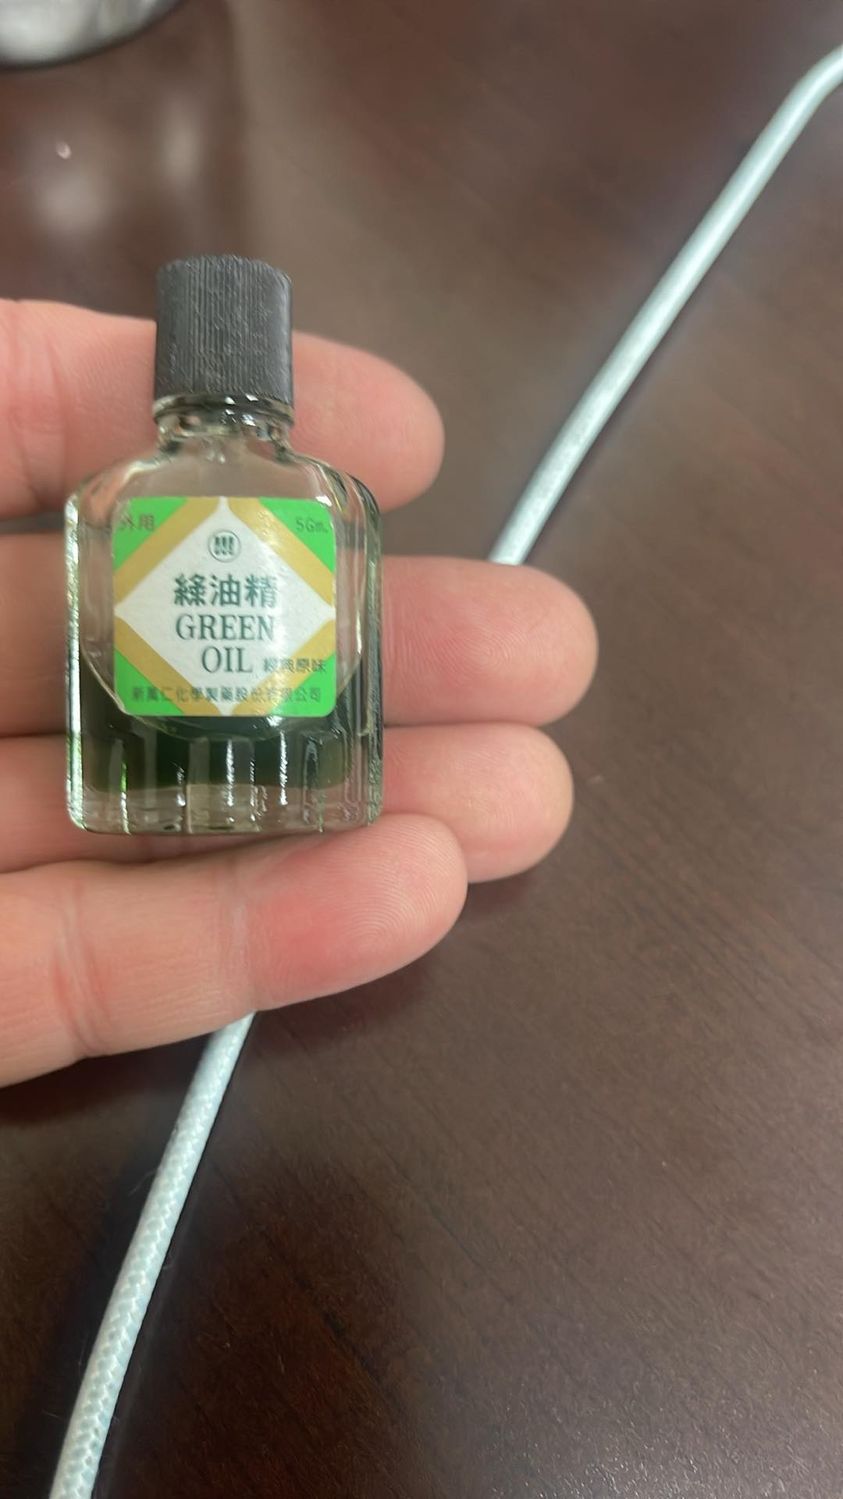 外用
5Gm.
綠油精
GREEN
OIL 經典原味
新萬仁化學製藥股份有限公司